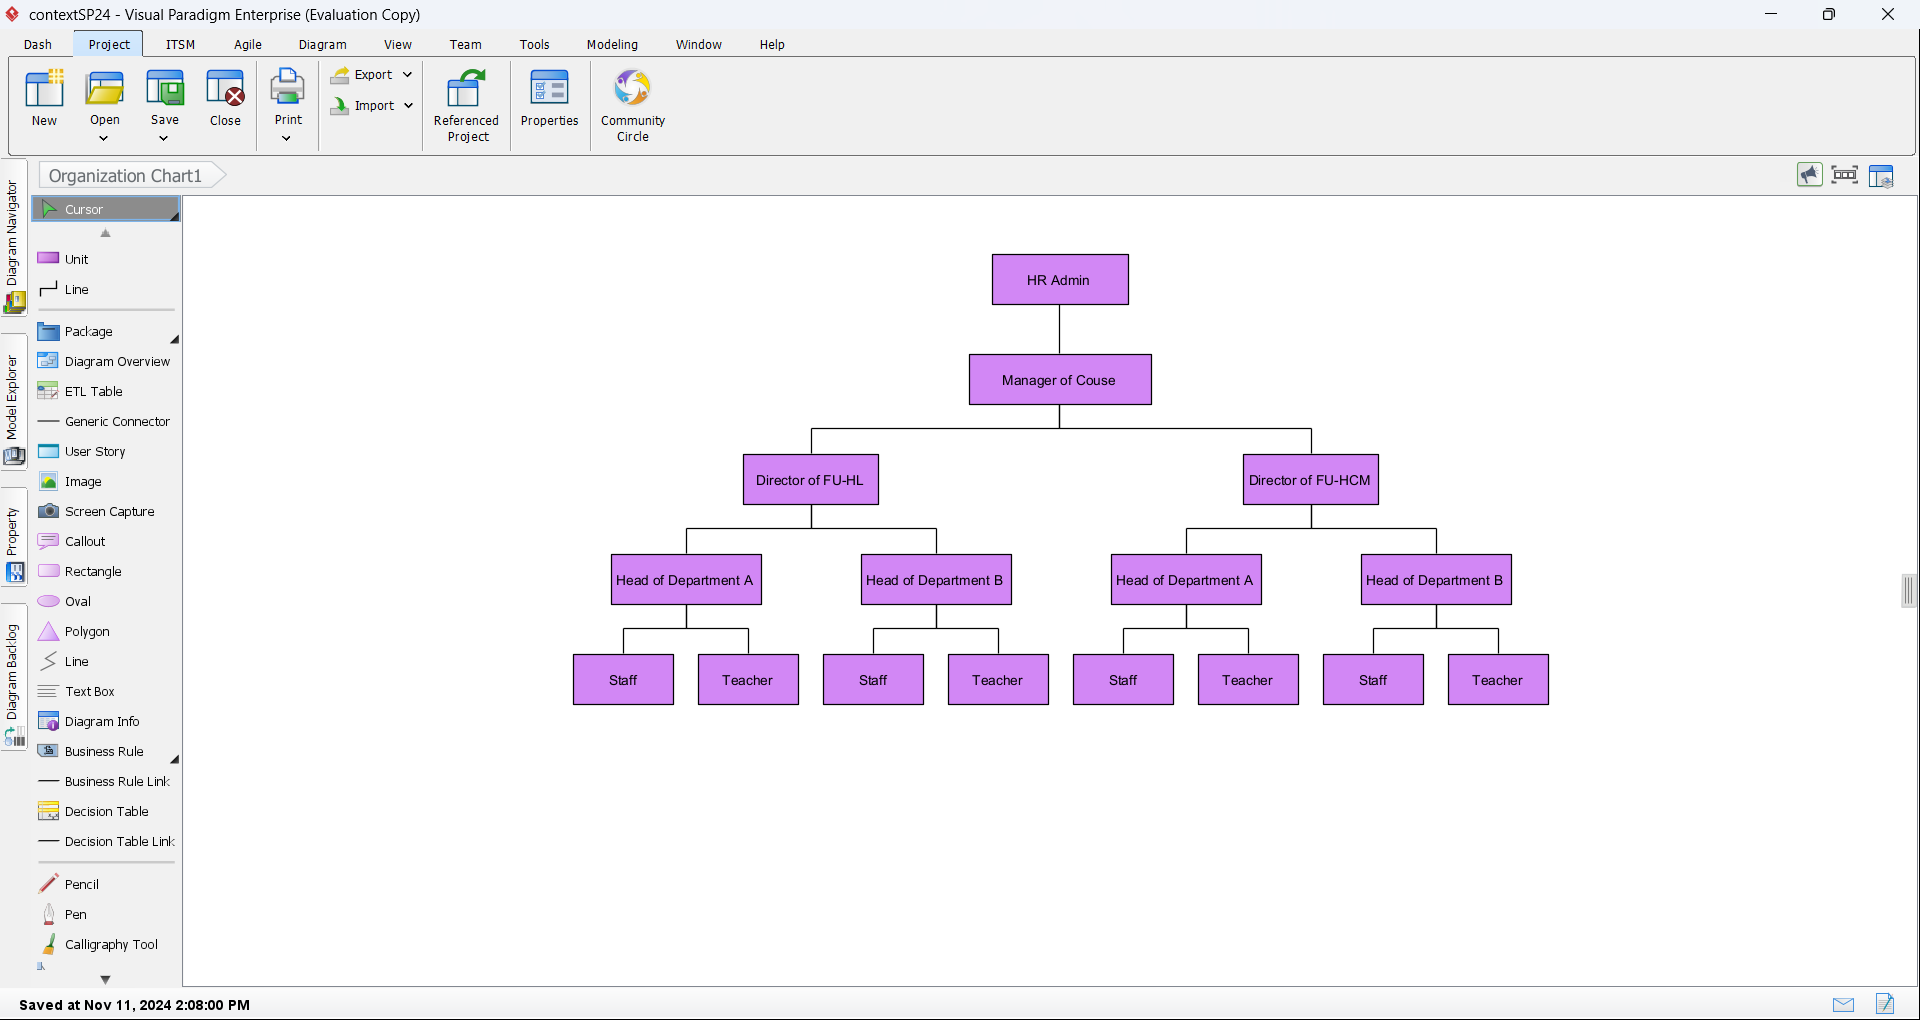 contextSP24 - Visual Paradigm Enterprise (Evaluation Copy)
Dash Project ITSM Agile Diagram View Team Tools Modeling Window Help
New
Open
Save
Close
Print
Export
Import
Referenced
Project
Properties
Community
Circle
Organization Chart1
Diagram Navigator
Model Explorer
Property
Diagram Backlog
Cursor
Unit
Line
Package
Diagram Overview
ETL Table
Generic Connector
User Story
Image
Screen Capture
Callout
Rectangle
Oval
Polygon
Line
Text Box
Diagram Info
Business Rule
Business Rule Link
Decision Table
Decision Table Link
Pencil
Pen
Calligraphy Tool
HR Admin
Manager of Couse
Director of FU-HL
Director of FU-HCM
Head of Department A
Head of Department B
Head of Department A
Head of Department B
Staff
Teacher
Staff
Teacher
Staff
Teacher
Staff
Teacher
Saved at Nov 11, 2024 2:08:00 PM